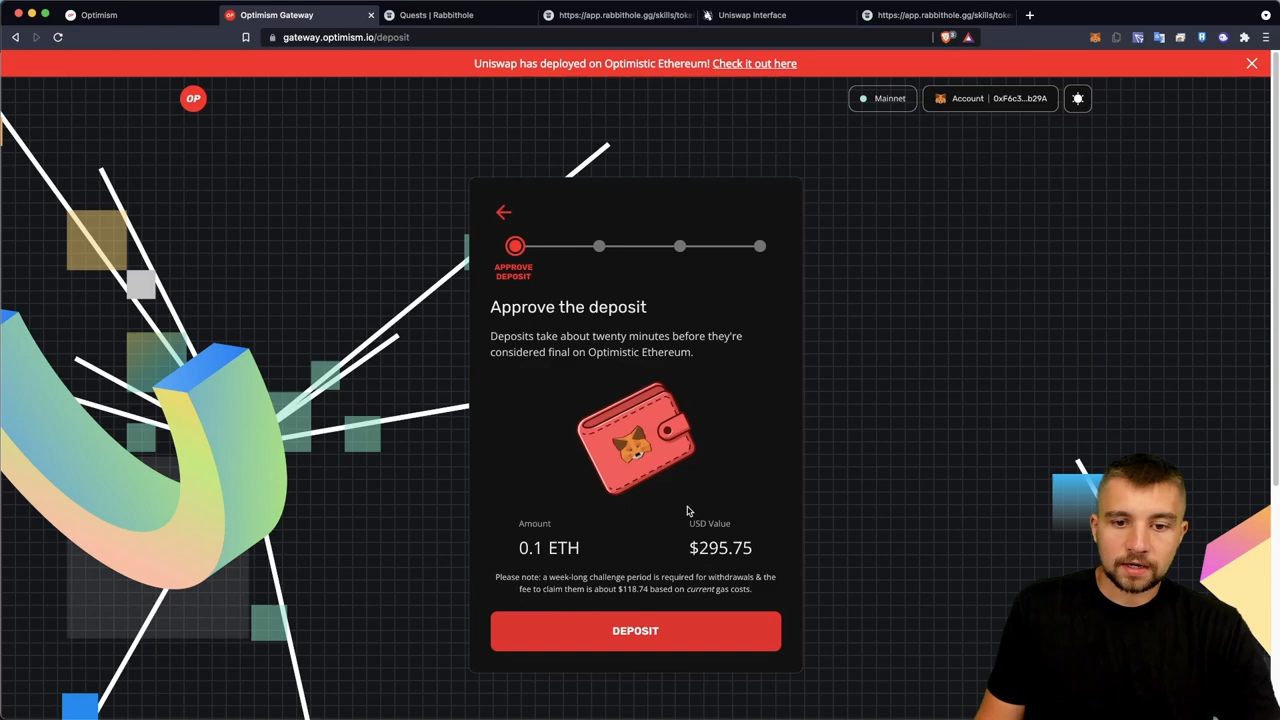 Optimism
Optimism Gateway
Quests | Rabbithole
https://app.rabbithole.gg/skills/toke
Uniswap Interface
https://app.rabbithole.gg/skills/toke
gateway.optimism.io/deposit
Uniswap has deployed on Optimistic Ethereum! Check it out here
OP
Mainnet
Account | 0xF6c3...b29A
APPROVE
DEPOSIT
Approve the deposit
Deposits take about twenty minutes before they're
considered final on Optimistic Ethereum.
Amount
USD Value
0.1 ETH
$295.75
Please note: a week-long challenge period is required for withdrawals & the
fee to claim them is about $118.74 based on current gas costs.
DEPOSIT